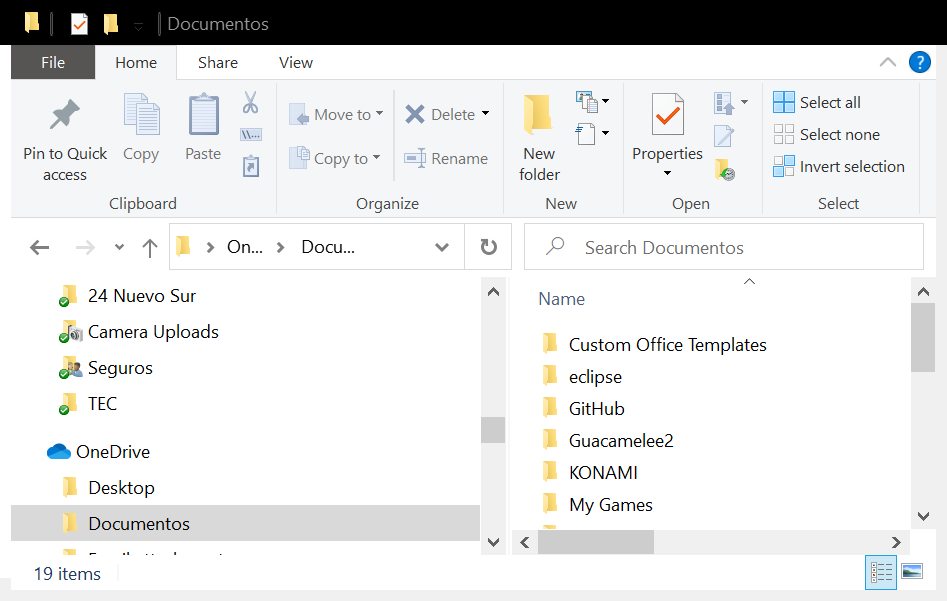 Documentos
File Home Share View
Pin to Quick access
Copy
Paste
Clipboard
Move to
Copy to
Delete
Rename
Organize
New folder
New
Properties
Open
Select all
Select none
Invert selection
Select
On... Docu...
Search Documentos
24 Nuevo Sur
Camera Uploads
Seguros
TEC
OneDrive
Desktop
Documentos
Name
Custom Office Templates
eclipse
GitHub
Guacamelee2
KONAMI
My Games
19 items